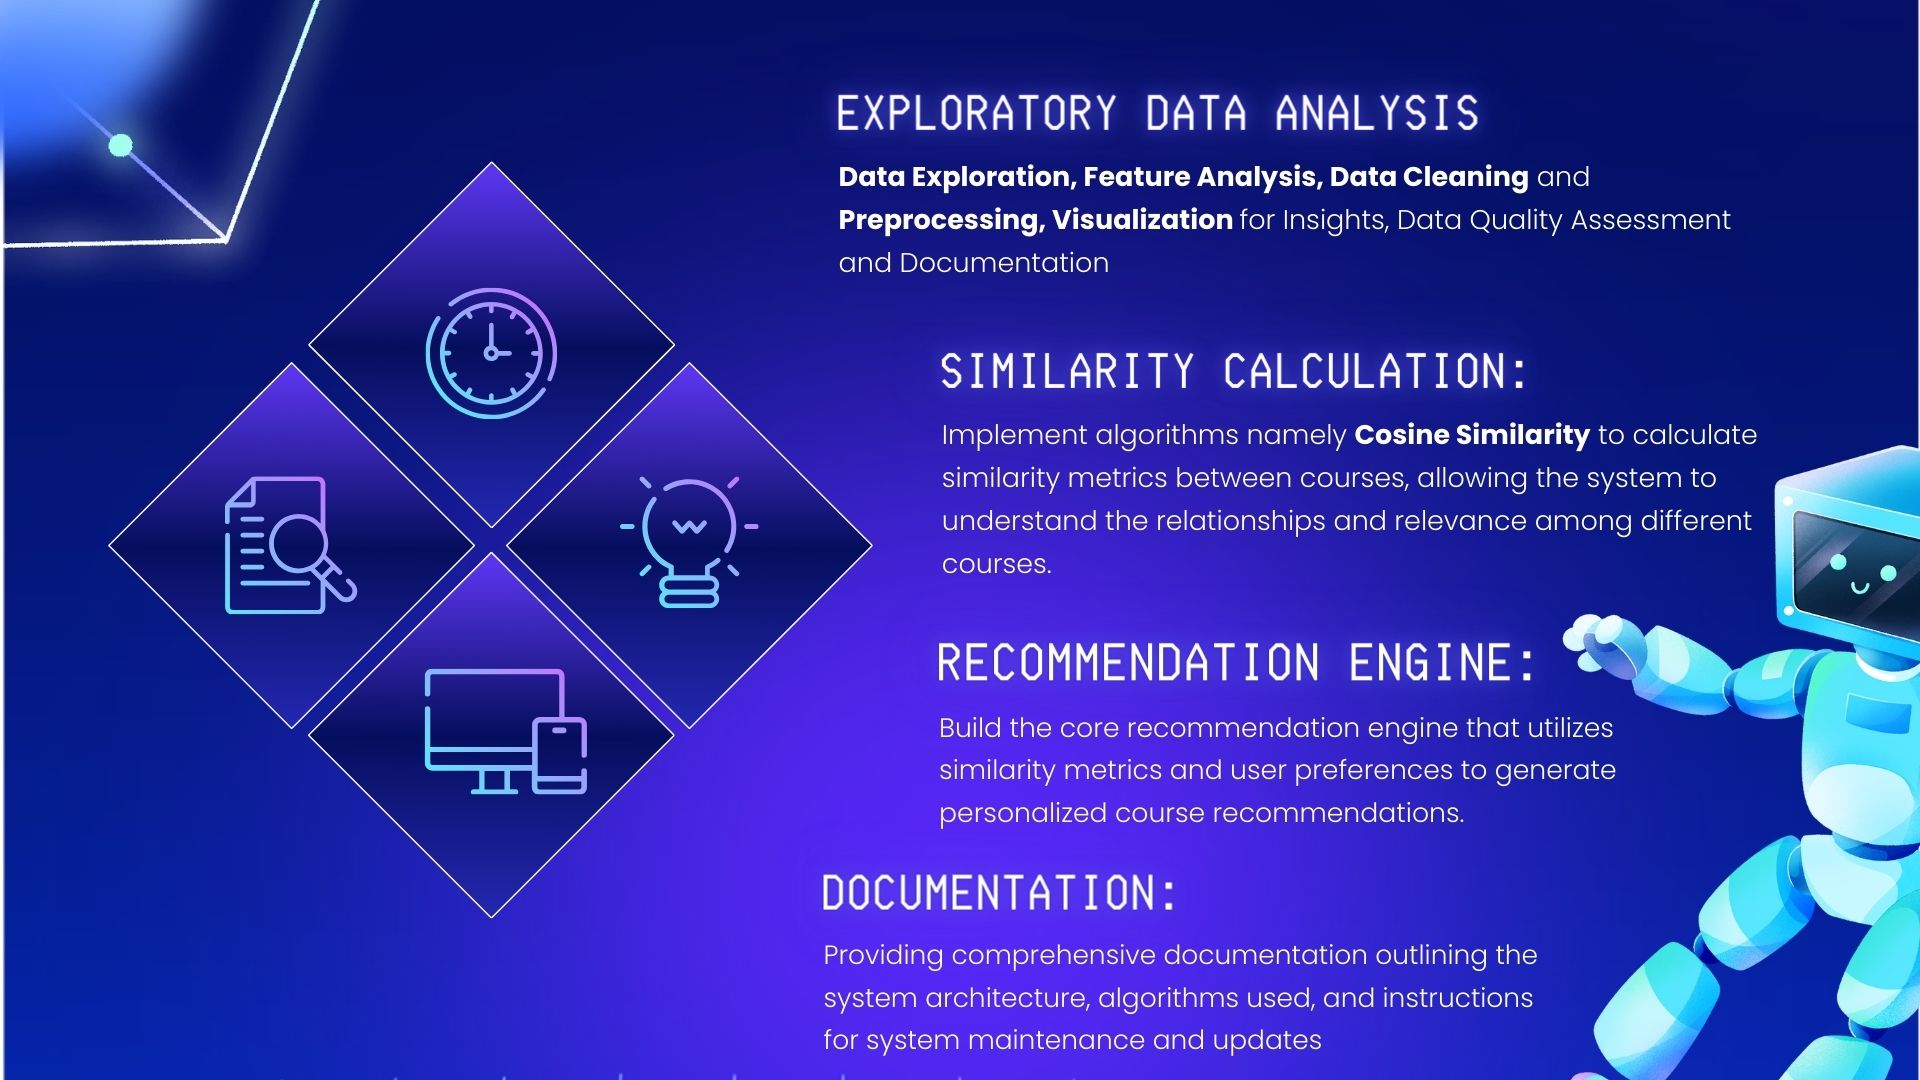 EXPLORATORY DATA ANALYSIS
Data Exploration, Feature Analysis, Data Cleaning and
Preprocessing, Visualization for Insights, Data Quality Assessment
and Documentation
SIMILARITY CALCULATION:
Implement algorithms namely Cosine Similarity to calculate
similarity metrics between courses, allowing the system to
understand the relationships and relevance among different
courses.
RECOMMENDATION ENGINE:
Build the core recommendation engine that utilizes
similarity metrics and user preferences to generate
personalized course recommendations.
DOCUMENTATION:
Providing comprehensive documentation outlining the
system architecture, algorithms used, and instructions
for system maintenance and updates